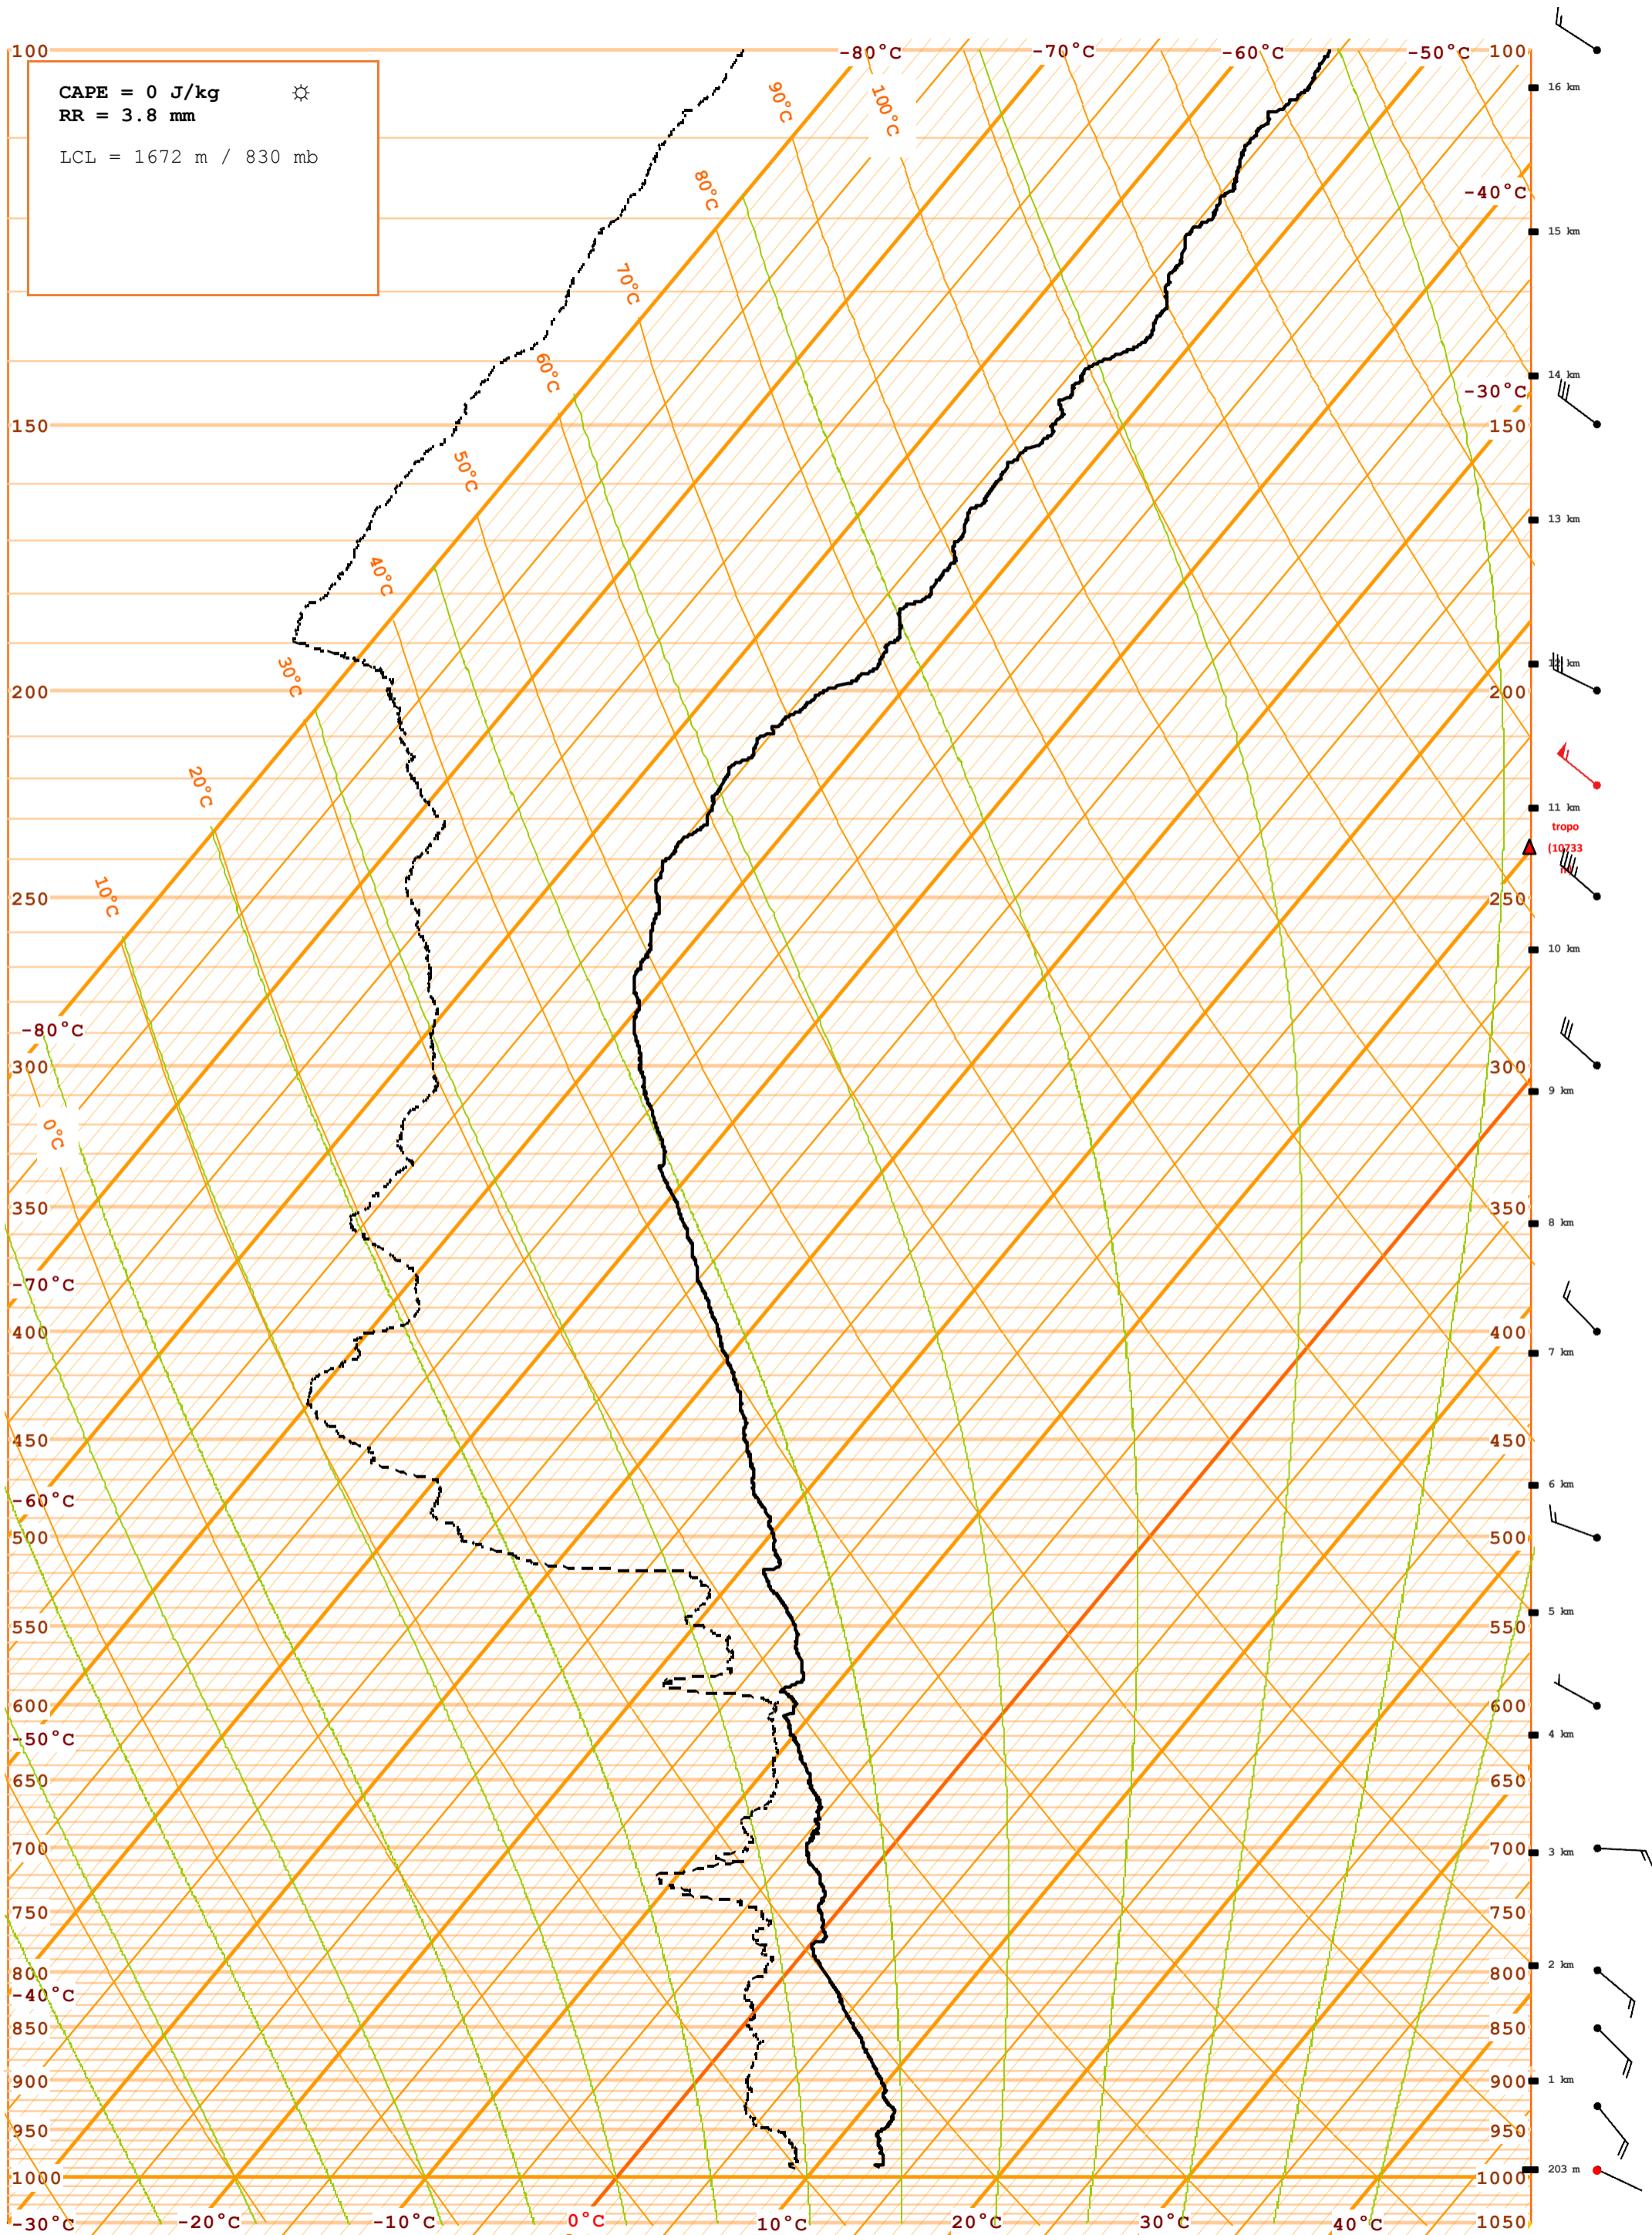 -80°C -70°C -60°C -50°C
100 100
CAPE = 0 J/kg ☼
RR = 3.8 mm
LCL = 1672 m / 830 mb
16 km
90°C 100°C
80°C -40°C
15 km
70°C
60°C 14 km
-30°C
150 150
50°C
13 km
40°C
12 km
30°C
200 200
20°C
11 km
tropo
(10733
250 250
10°C
10 km
-80°C
300 300
9 km
0°C
350 350
8 km
-70°C
400 400
7 km
450 450
6 km
-60°C
500 500
5 km
550 550
600 600
4 km
-50°C
650 650
700 700
3 km
750 750
2 km
800 800
-40°C
850 850
900 900
1 km
950 950
203 m
1000 1000
-30°C -20°C -10°C 0°C 10°C 20°C 30°C 40°C 1050